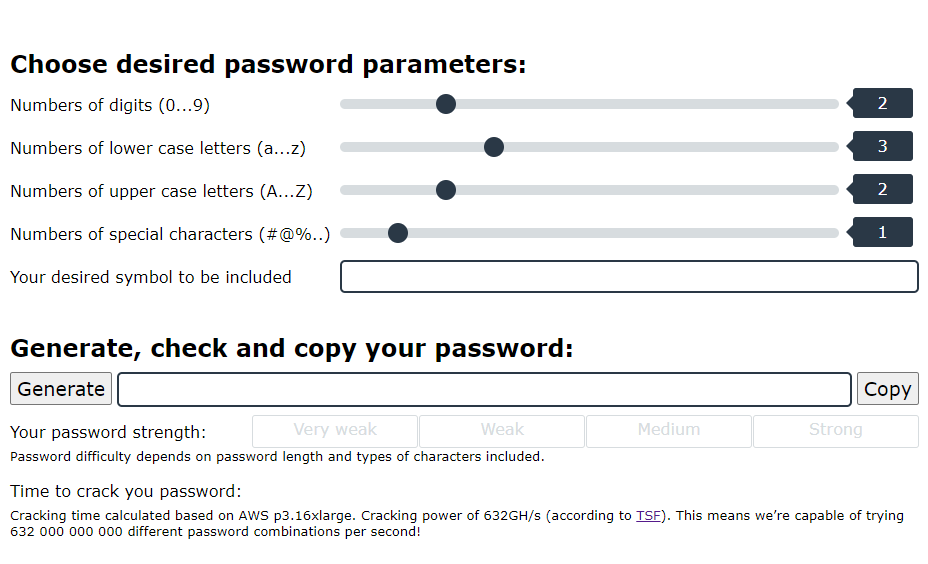 Choose desired password parameters:
Numbers of digits (0...9)
2
Numbers of lower case letters (a...z)
3
Numbers of upper case letters (A...Z)
2
Numbers of special characters (#@%..)
1
Your desired symbol to be included
Generate, check and copy your password:
Generate
Copy
Your password strength:
Very weak
Weak
Medium
Strong
Password difficulty depends on password length and types of characters included.
Time to crack you password:
Cracking time calculated based on AWS p3.16xlarge. Cracking power of 632GH/s (according to TSF). This means we’re capable of trying
632 000 000 000 different password combinations per second!